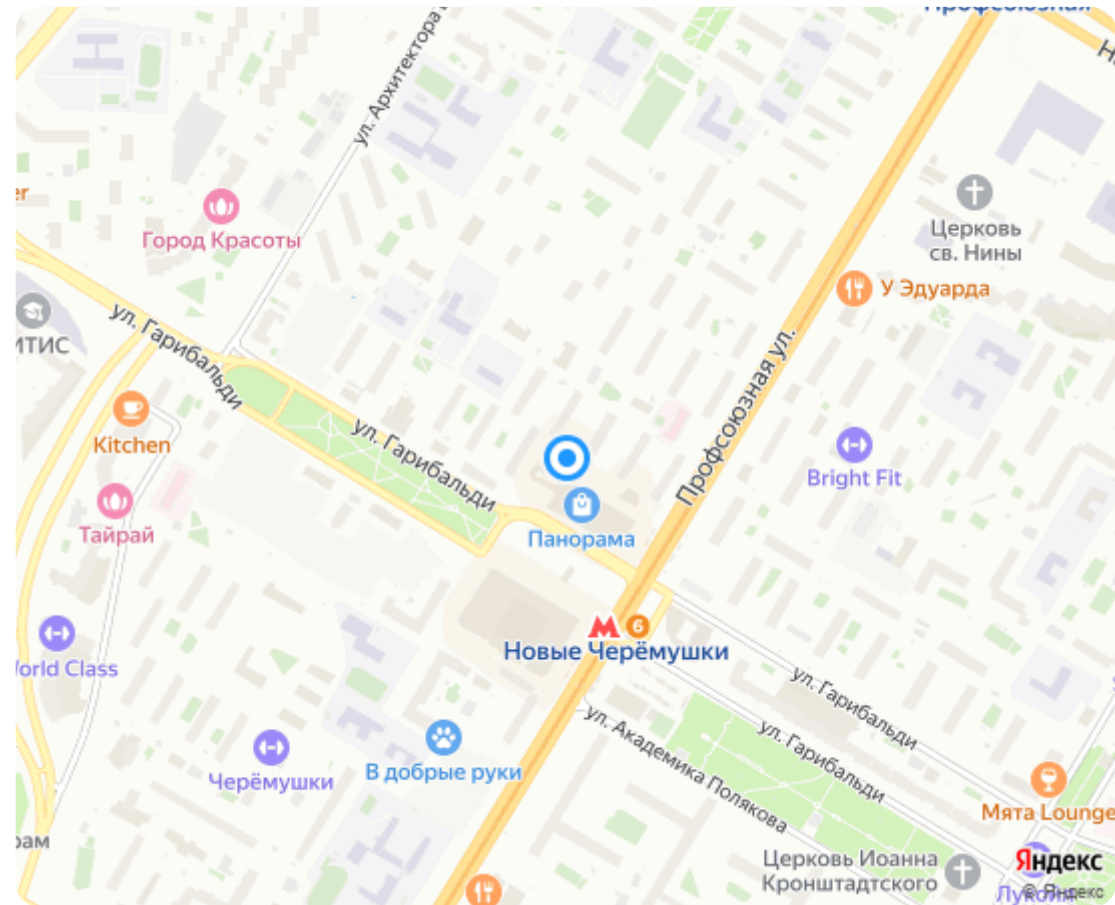 Профсоюзная
ул. Архитектора
Город Красоты
Церковь
св. Нины
У Эдуарда
ул. Гарибальди
Профсоюзная ул.
Kitchen
ул. Гарибальди
Bright Fit
Тайрай
Панорама
6
Новые Черёмушки
World Class
ул. Гарибальди
ул. Академика Полякова
ул. Гарибальди
В добрые руки
Черёмушки
Мята Lounge
Церковь Иоанна
Кронштадтского
Яндекс
© Яндекс